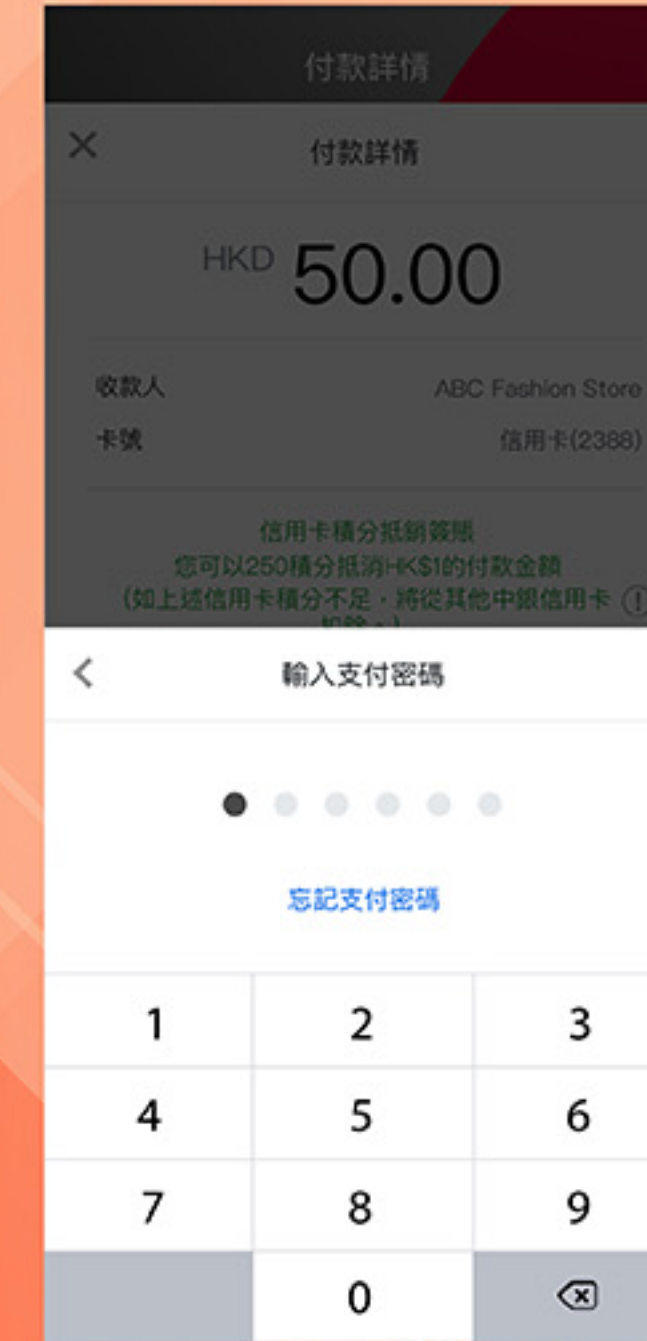 付款詳情
付款詳情
HKD 50.00
收款人 ABC Fashion Store
卡號 信用卡(2388)
信用卡積分抵銷簽賬
您可以250積分抵消HK$1的付款金額
(如上述信用卡積分不足，將從其他中銀信用卡
扣除。)
輸入支付密碼
忘記支付密碼
1 2 3
4 5 6
7 8 9
0